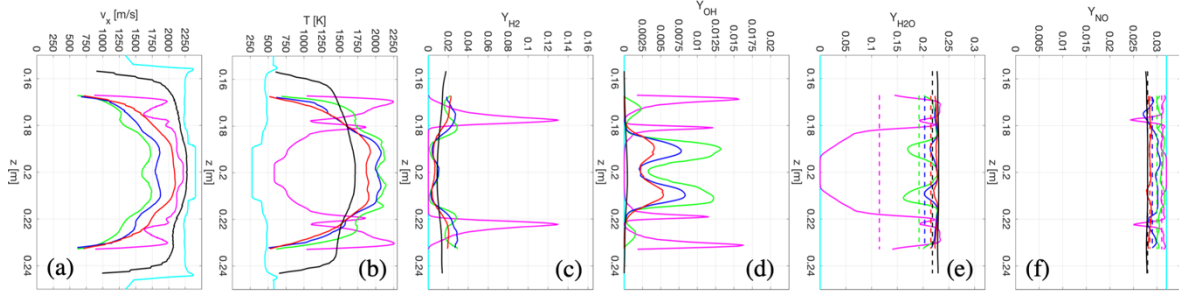 v_x [m/s]
0 250 500 750 1000 1250 1500 1750 2000 2250
0.16
0.18
0.2
0.22
0.24
z [m]
(a)
T [K]
0 250 500 750 1000 1250 1500 1750 2000 2250
0.16
0.18
0.2
0.22
0.24
z [m]
(b)
Y_H2
0 0.02 0.04 0.06 0.08 0.1 0.12 0.14 0.16
0.16
0.18
0.2
0.22
0.24
z [m]
(c)
Y_OH
0 0.0025 0.005 0.0075 0.01 0.0125 0.015 0.0175 0.02
0.16
0.18
0.2
0.22
0.24
z [m]
(d)
Y_H2O
0 0.05 0.1 0.15 0.2 0.25 0.3
0.16
0.18
0.2
0.22
0.24
z [m]
(e)
Y_NO
0 0.005 0.01 0.015 0.02 0.025 0.03
0.16
0.18
0.2
0.22
0.24
z [m]
(f)